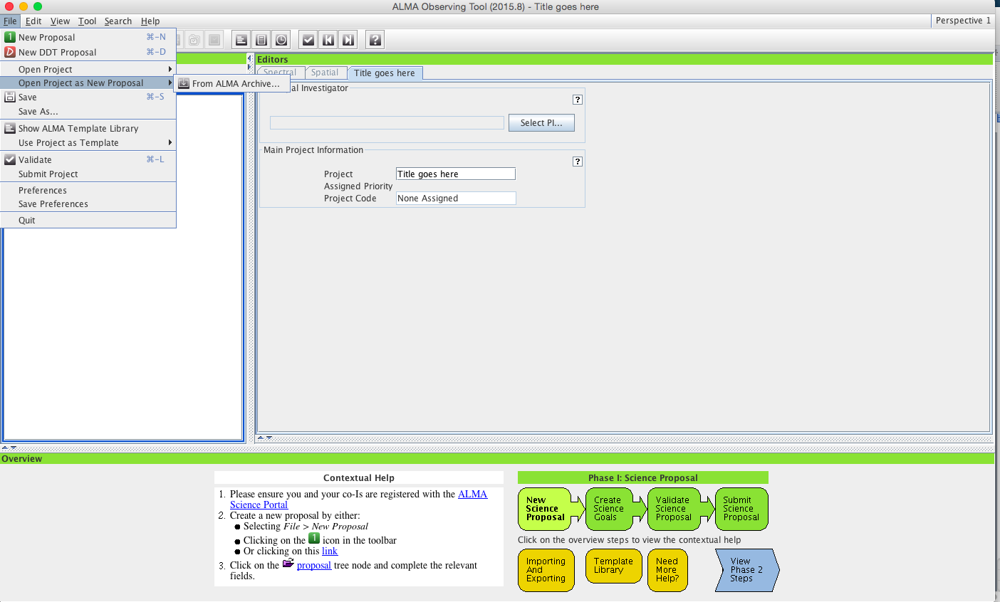 ALMA Observing Tool (2015.8) - Title goes here
File Edit View Tool Search Help
Perspective 1
1 New Proposal ⌘-N
D New DDT Proposal ⌘-D
Open Project
Open Project as New Proposal
From ALMA Archive...
Save ⌘-S
Save As...
Show ALMA Template Library
Use Project as Template
Validate ⌘-L
Submit Project
Preferences
Save Preferences
Quit
?
Editors
Spectral Spatial Title goes here
al Investigator
?
Select PI...
Main Project Information
?
Project Title goes here
Assigned Priority
Project Code None Assigned
Overview
Contextual Help
1. Please ensure you and your co-Is are registered with the ALMA
Science Portal
2. Create a new proposal by either:
● Selecting File > New Proposal
● Clicking on the 1 icon in the toolbar
● Or clicking on this link
3. Click on the proposal tree node and complete the relevant
fields.
Phase I: Science Proposal
New
Science
Proposal
Create
Science
Goals
Validate
Science
Proposal
Submit
Science
Proposal
Click on the overview steps to view the contextual help
Importing
And
Exporting
Template
Library
Need
More
Help?
View
Phase 2
Steps